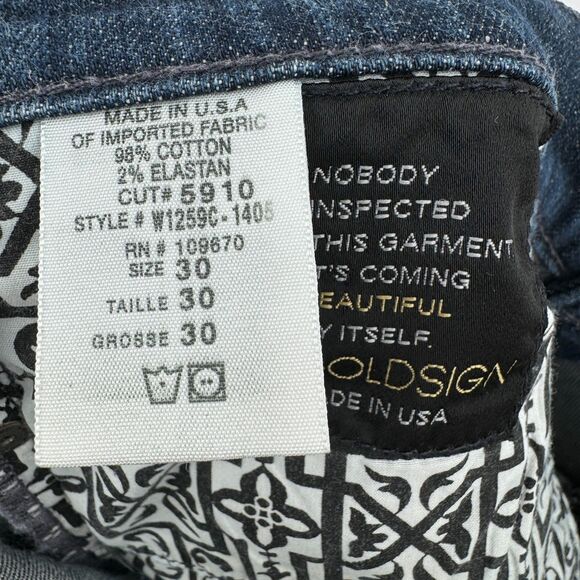 MADE IN U.S.A
OF IMPORTED FABRIC
98% COTTON
2% ELASTAN
CUT# 5910
STYLE # W1259C-1405
RN # 109670
SIZE 30
TAILLE 30
GROSSE 30
NOBODY
INSPECTED
THIS GARMENT
T'S COMING
EAUTIFUL
Y ITSELF.
OLDSIGN
DE IN USA